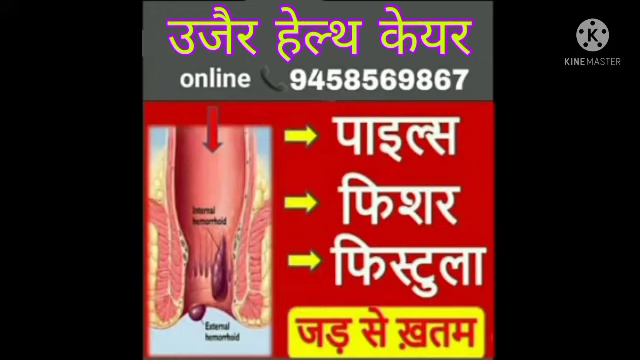 उजैर हेल्थ केयर
KINEMASTER
online 9458569867
पाइल्स
Internal
hemorrhoid
फिशर
फिस्टुला
External
hemorrhoid
जड़ से ख़तम